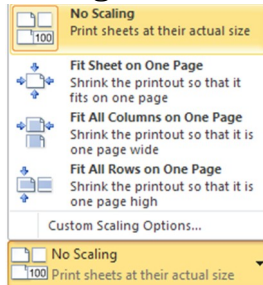 No Scaling
100 Print sheets at their actual size
Fit Sheet on One Page
Shrink the printout so that it
fits on one page
Fit All Columns on One Page
Shrink the printout so that it is
one page wide
Fit All Rows on One Page
Shrink the printout so that it is
one page high
Custom Scaling Options...
No Scaling
100 Print sheets at their actual size